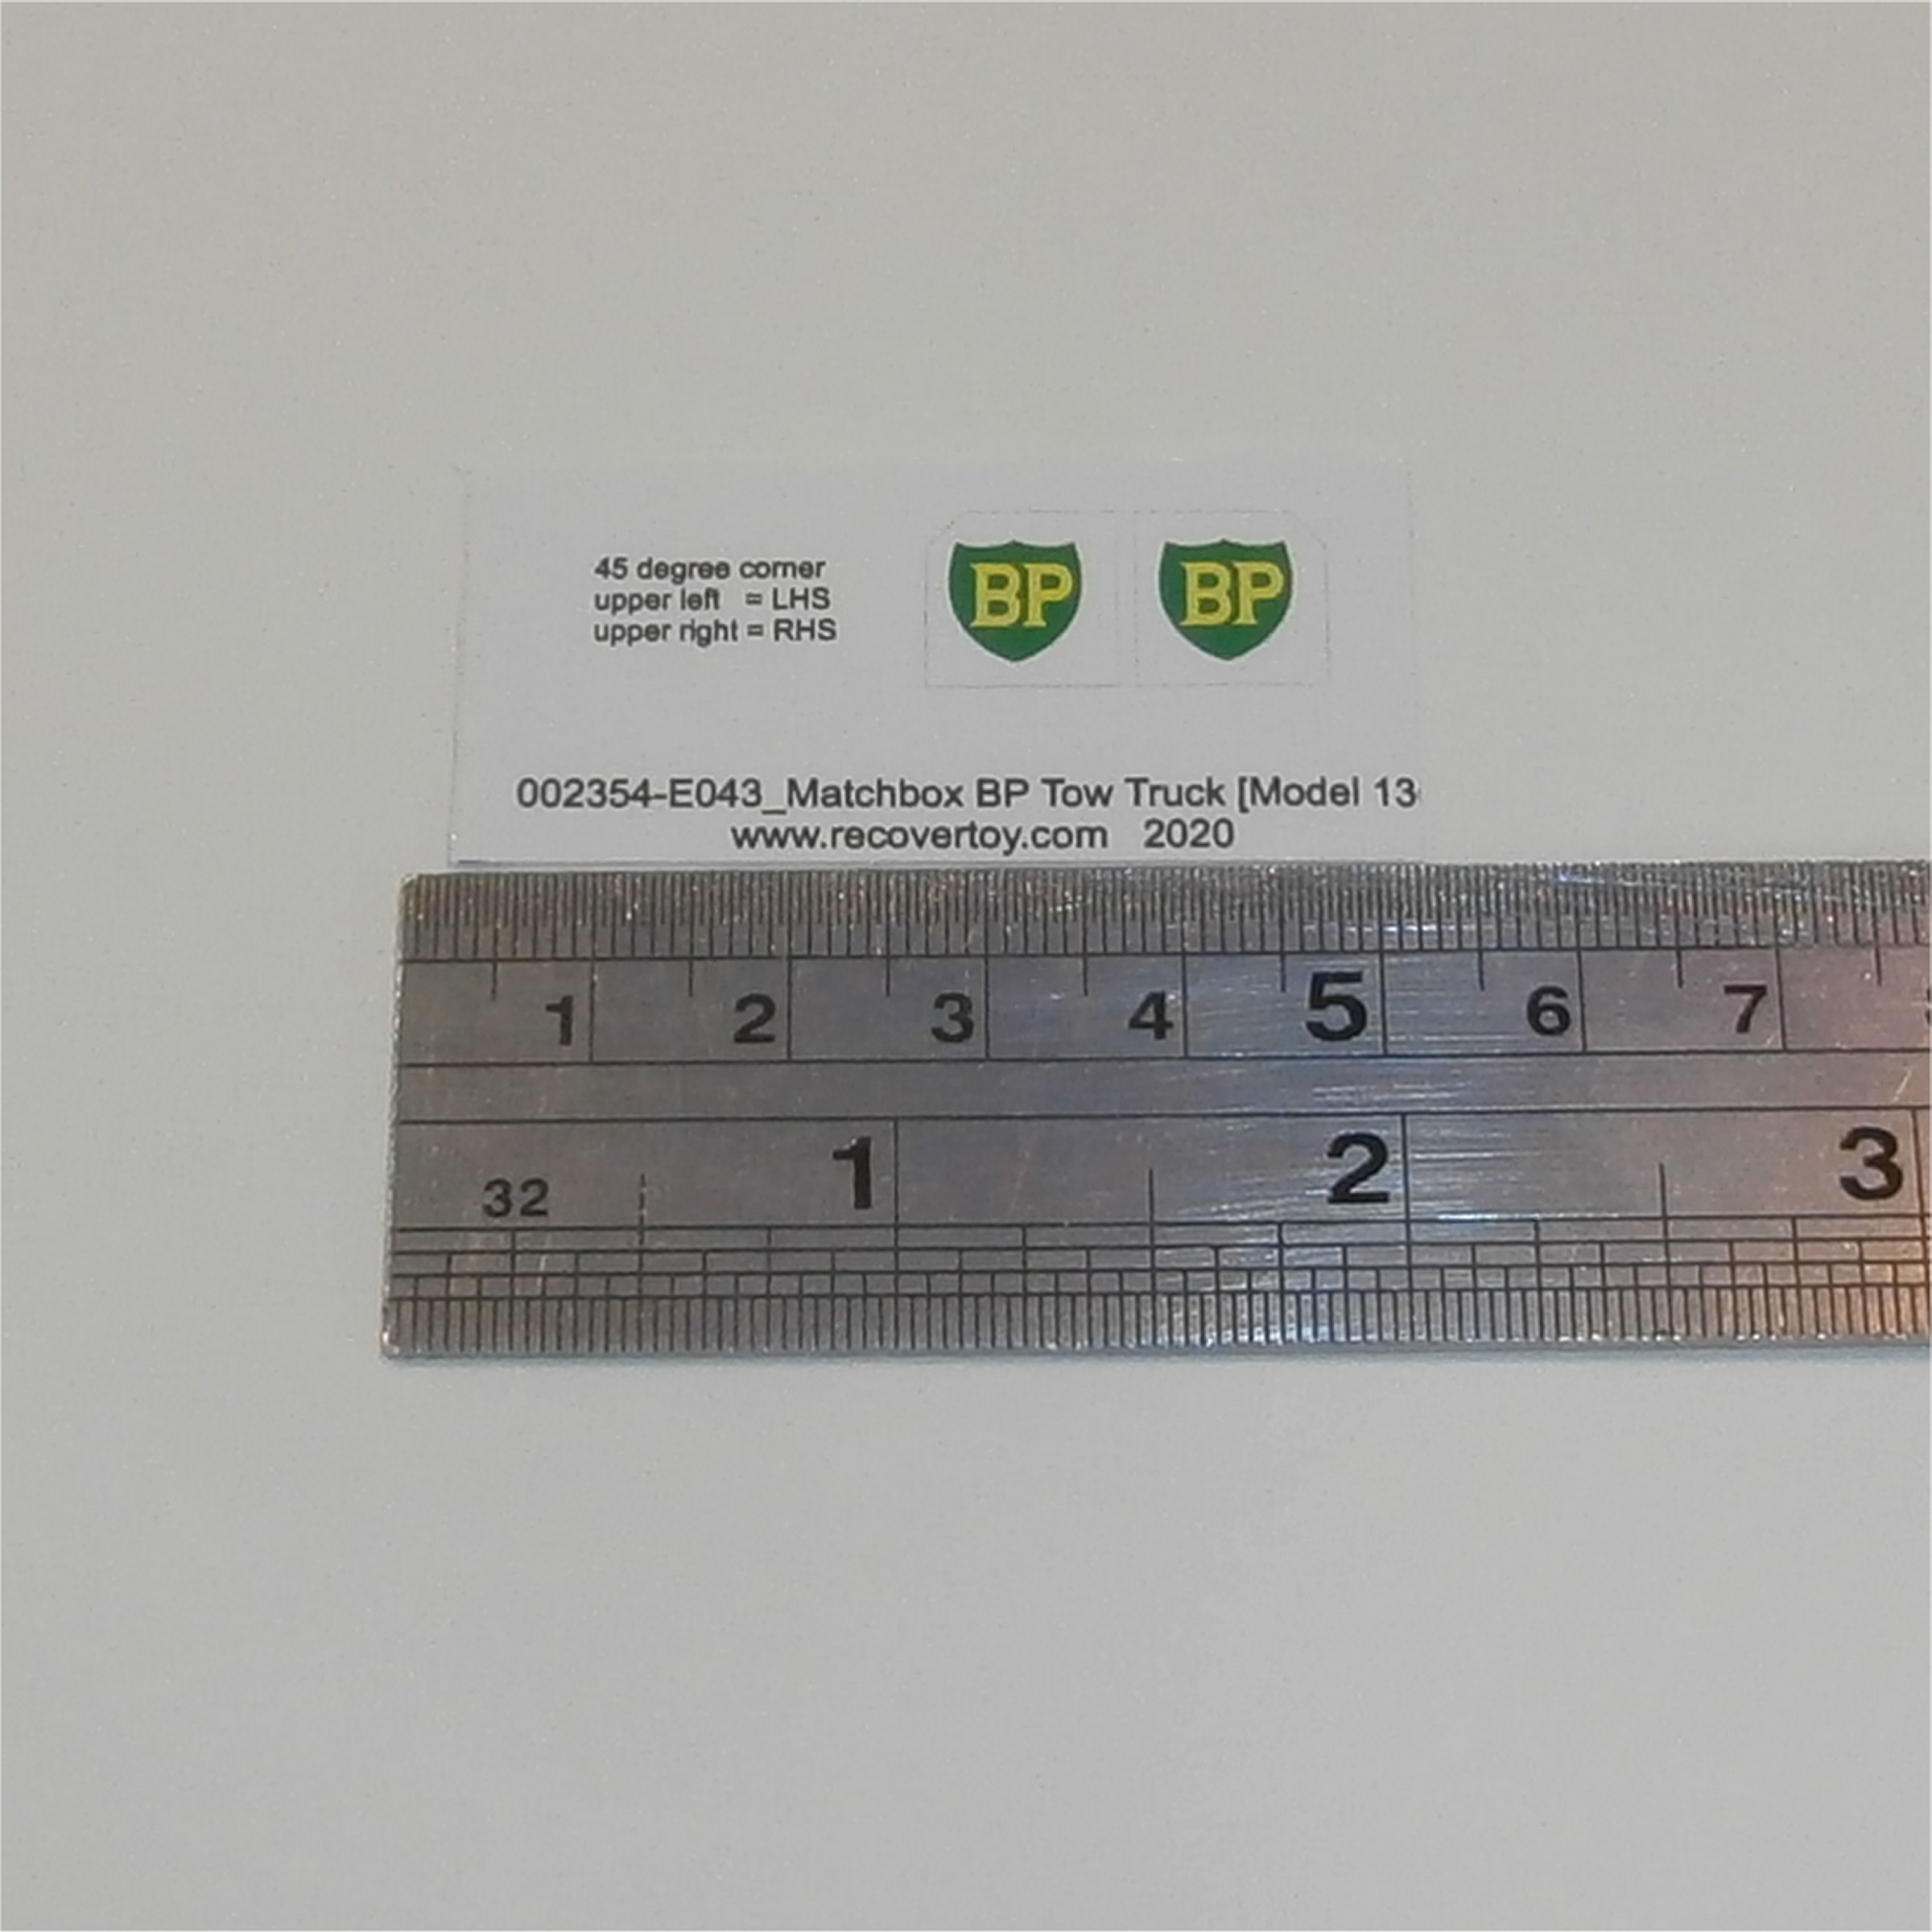 45 degree corner
upper left = LHS
upper right = RHS
BP BP
002354-E043_Matchbox BP Tow Truck [Model 13
www.recovertoy.com 2020
1 2 3 4 5 6 7
1 2 3
32